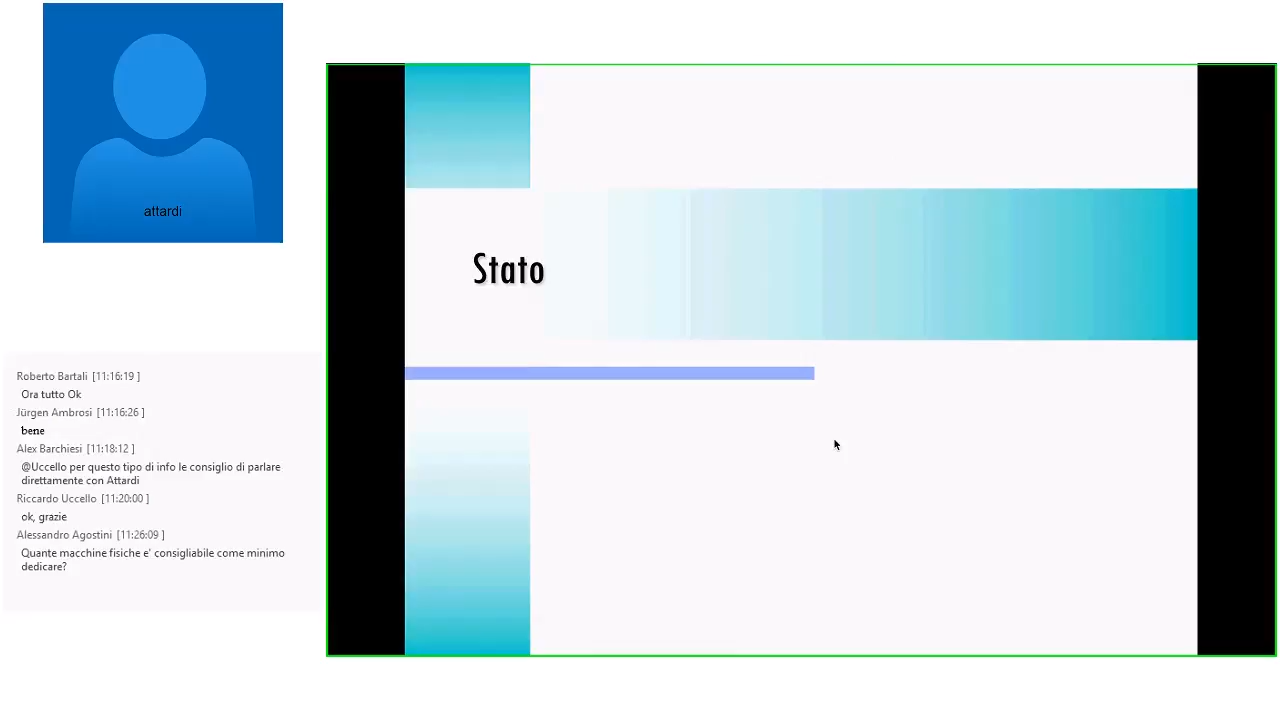 attardi
Stato
Roberto Bartali [11:16:19 ]
Ora tutto Ok
Jürgen Ambrosi [11:16:26 ]
bene
Alex Barchiesi [11:18:12 ]
@Uccello per questo tipo di info le consiglio di parlare
direttamente con Attardi
Riccardo Uccello [11:20:00 ]
ok, grazie
Alessandro Agostini [11:26:09 ]
Quante macchine fisiche e' consigliabile come minimo
dedicare?